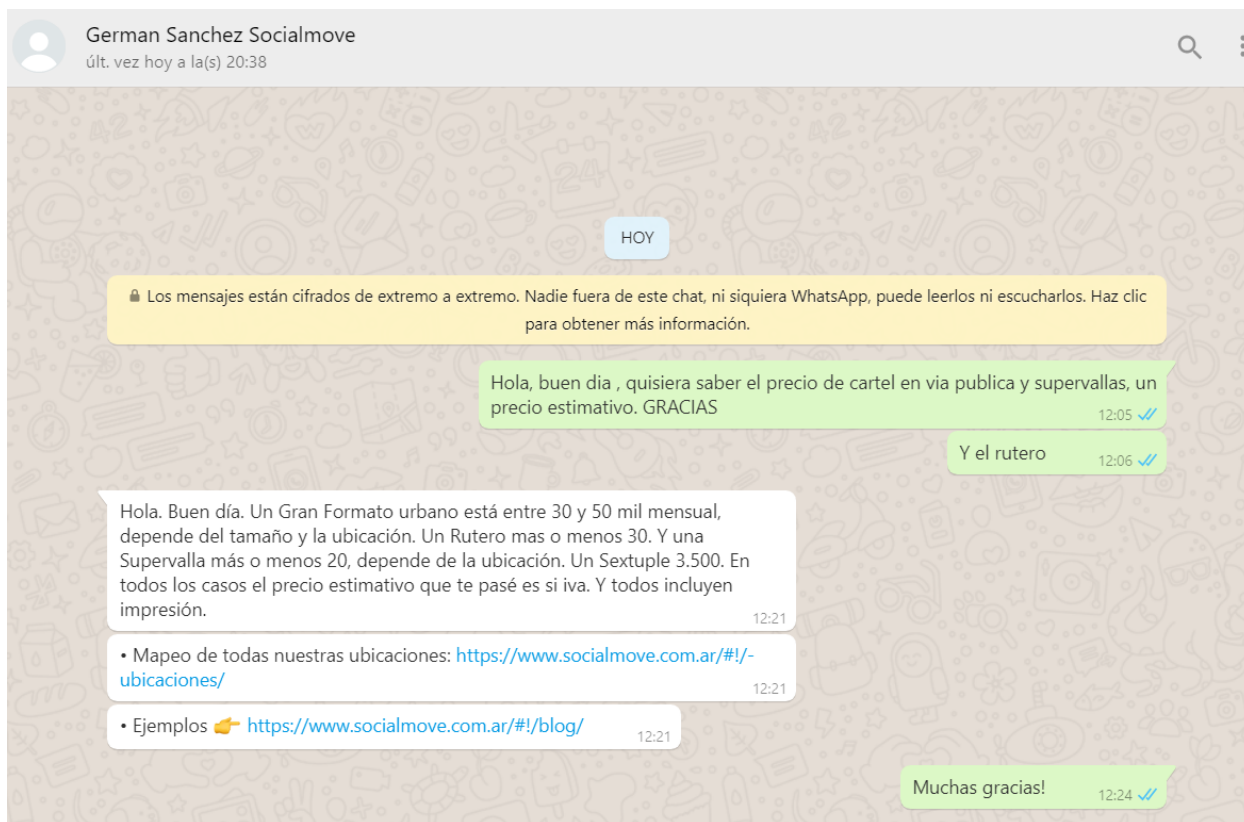 German Sanchez Socialmove
últ. vez hoy a la(s) 20:38
HOY
Los mensajes están cifrados de extremo a extremo. Nadie fuera de este chat, ni siquiera WhatsApp, puede leerlos ni escucharlos. Haz clic
para obtener más información.
Hola, buen dia , quisiera saber el precio de cartel en via publica y supervallas, un
precio estimativo. GRACIAS
12:05
Y el rutero
12:06
Hola. Buen día. Un Gran Formato urbano está entre 30 y 50 mil mensual,
depende del tamaño y la ubicación. Un Rutero mas o menos 30. Y una
Supervalla más o menos 20, depende de la ubicación. Un Sextuple 3.500. En
todos los casos el precio estimativo que te pasé es si iva. Y todos incluyen
impresión.
12:21
• Mapeo de todas nuestras ubicaciones: https://www.socialmove.com.ar/#!/-
ubicaciones/
12:21
• Ejemplos 👉 https://www.socialmove.com.ar/#!/blog/
12:21
Muchas gracias!
12:24